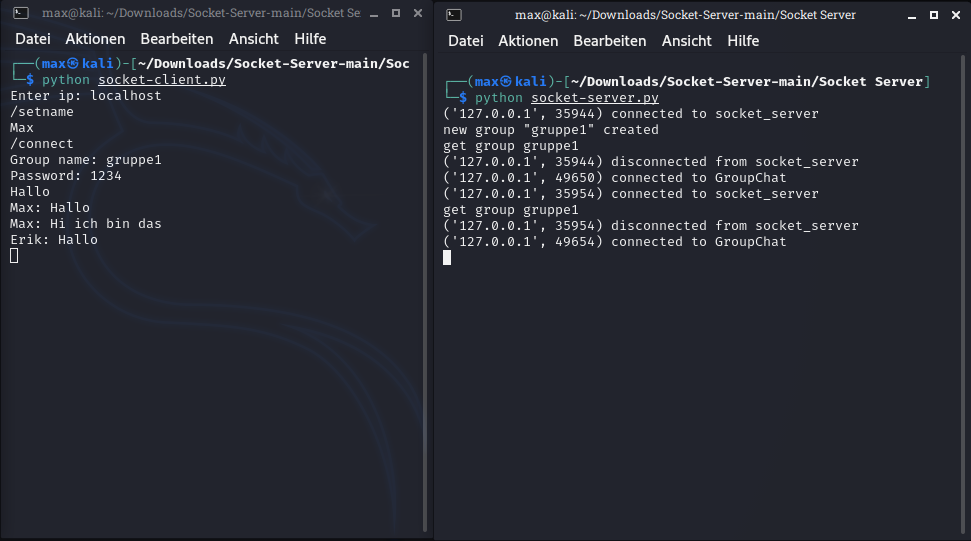 max@kali: ~/Downloads/Socket-Server-main/Socket Se
Datei Aktionen Bearbeiten Ansicht Hilfe
┌──(max㉿kali)-[~/Downloads/Socket-Server-main/Soc
└─$ python socket-client.py
Enter ip: localhost
/setname
Max
/connect
Group name: gruppe1
Password: 1234
Hallo
Max: Hallo
Max: Hi ich bin das
Erik: Hallo
max@kali: ~/Downloads/Socket-Server-main/Socket Server
Datei Aktionen Bearbeiten Ansicht Hilfe
┌──(max㉿kali)-[~/Downloads/Socket-Server-main/Socket Server]
└─$ python socket-server.py
('127.0.0.1', 35944) connected to socket_server
new group "gruppe1" created
get group gruppe1
('127.0.0.1', 35944) disconnected from socket_server
('127.0.0.1', 49650) connected to GroupChat
('127.0.0.1', 35954) connected to socket_server
get group gruppe1
('127.0.0.1', 35954) disconnected from socket_server
('127.0.0.1', 49654) connected to GroupChat